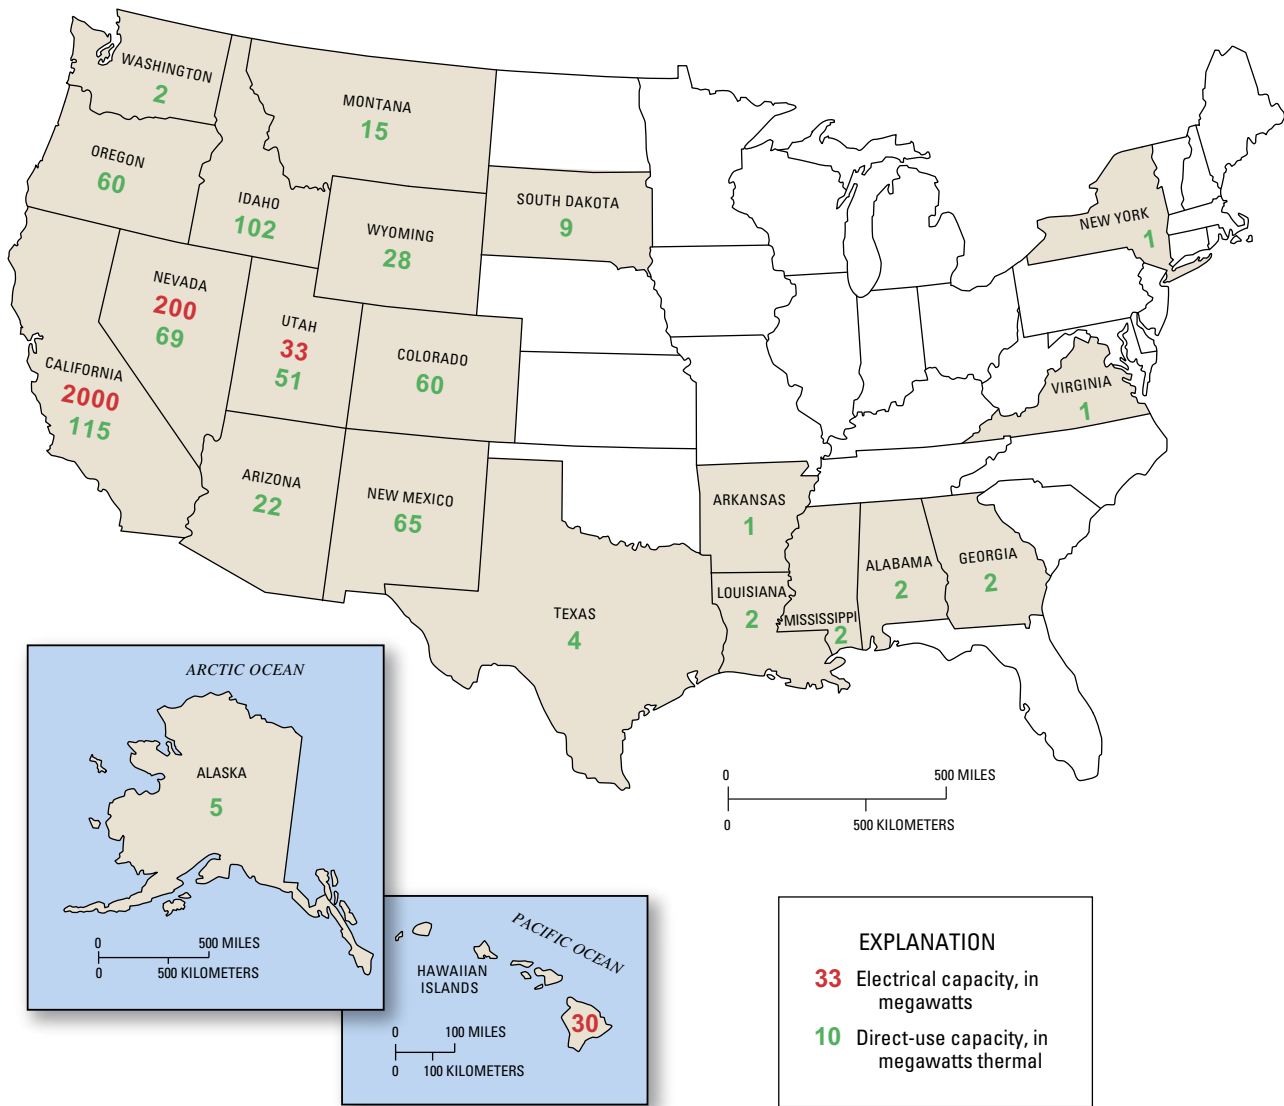 WASHINGTON
2
MONTANA
15
OREGON
60
IDAHO
102
WYOMING
28
SOUTH DAKOTA
9
NEW YORK
1
NEVADA
200
69
UTAH
33
51
COLORADO
60
CALIFORNIA
2000
115
VIRGINIA
1
ARIZONA
22
NEW MEXICO
65
ARKANSAS
1
TEXAS
4
LOUISIANA
2
MISSISSIPPI
2
ALABAMA
2
GEORGIA
2
ARCTIC OCEAN
ALASKA
5
0 500 MILES
0 500 KILOMETERS
0 500 MILES
0 500 KILOMETERS
PACIFIC OCEAN
HAWAIIAN
ISLANDS
30
0 100 MILES
0 100 KILOMETERS
EXPLANATION
33 Electrical capacity, in
megawatts
10 Direct-use capacity, in
megawatts thermal